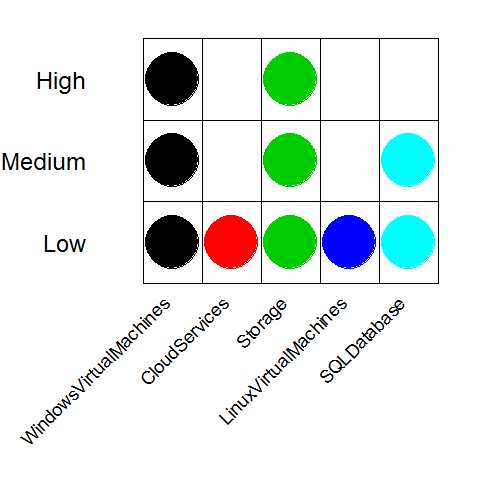 High
Medium
Low
WindowsVirtualMachines
CloudServices
Storage
LinuxVirtualMachines
SQLDatabase